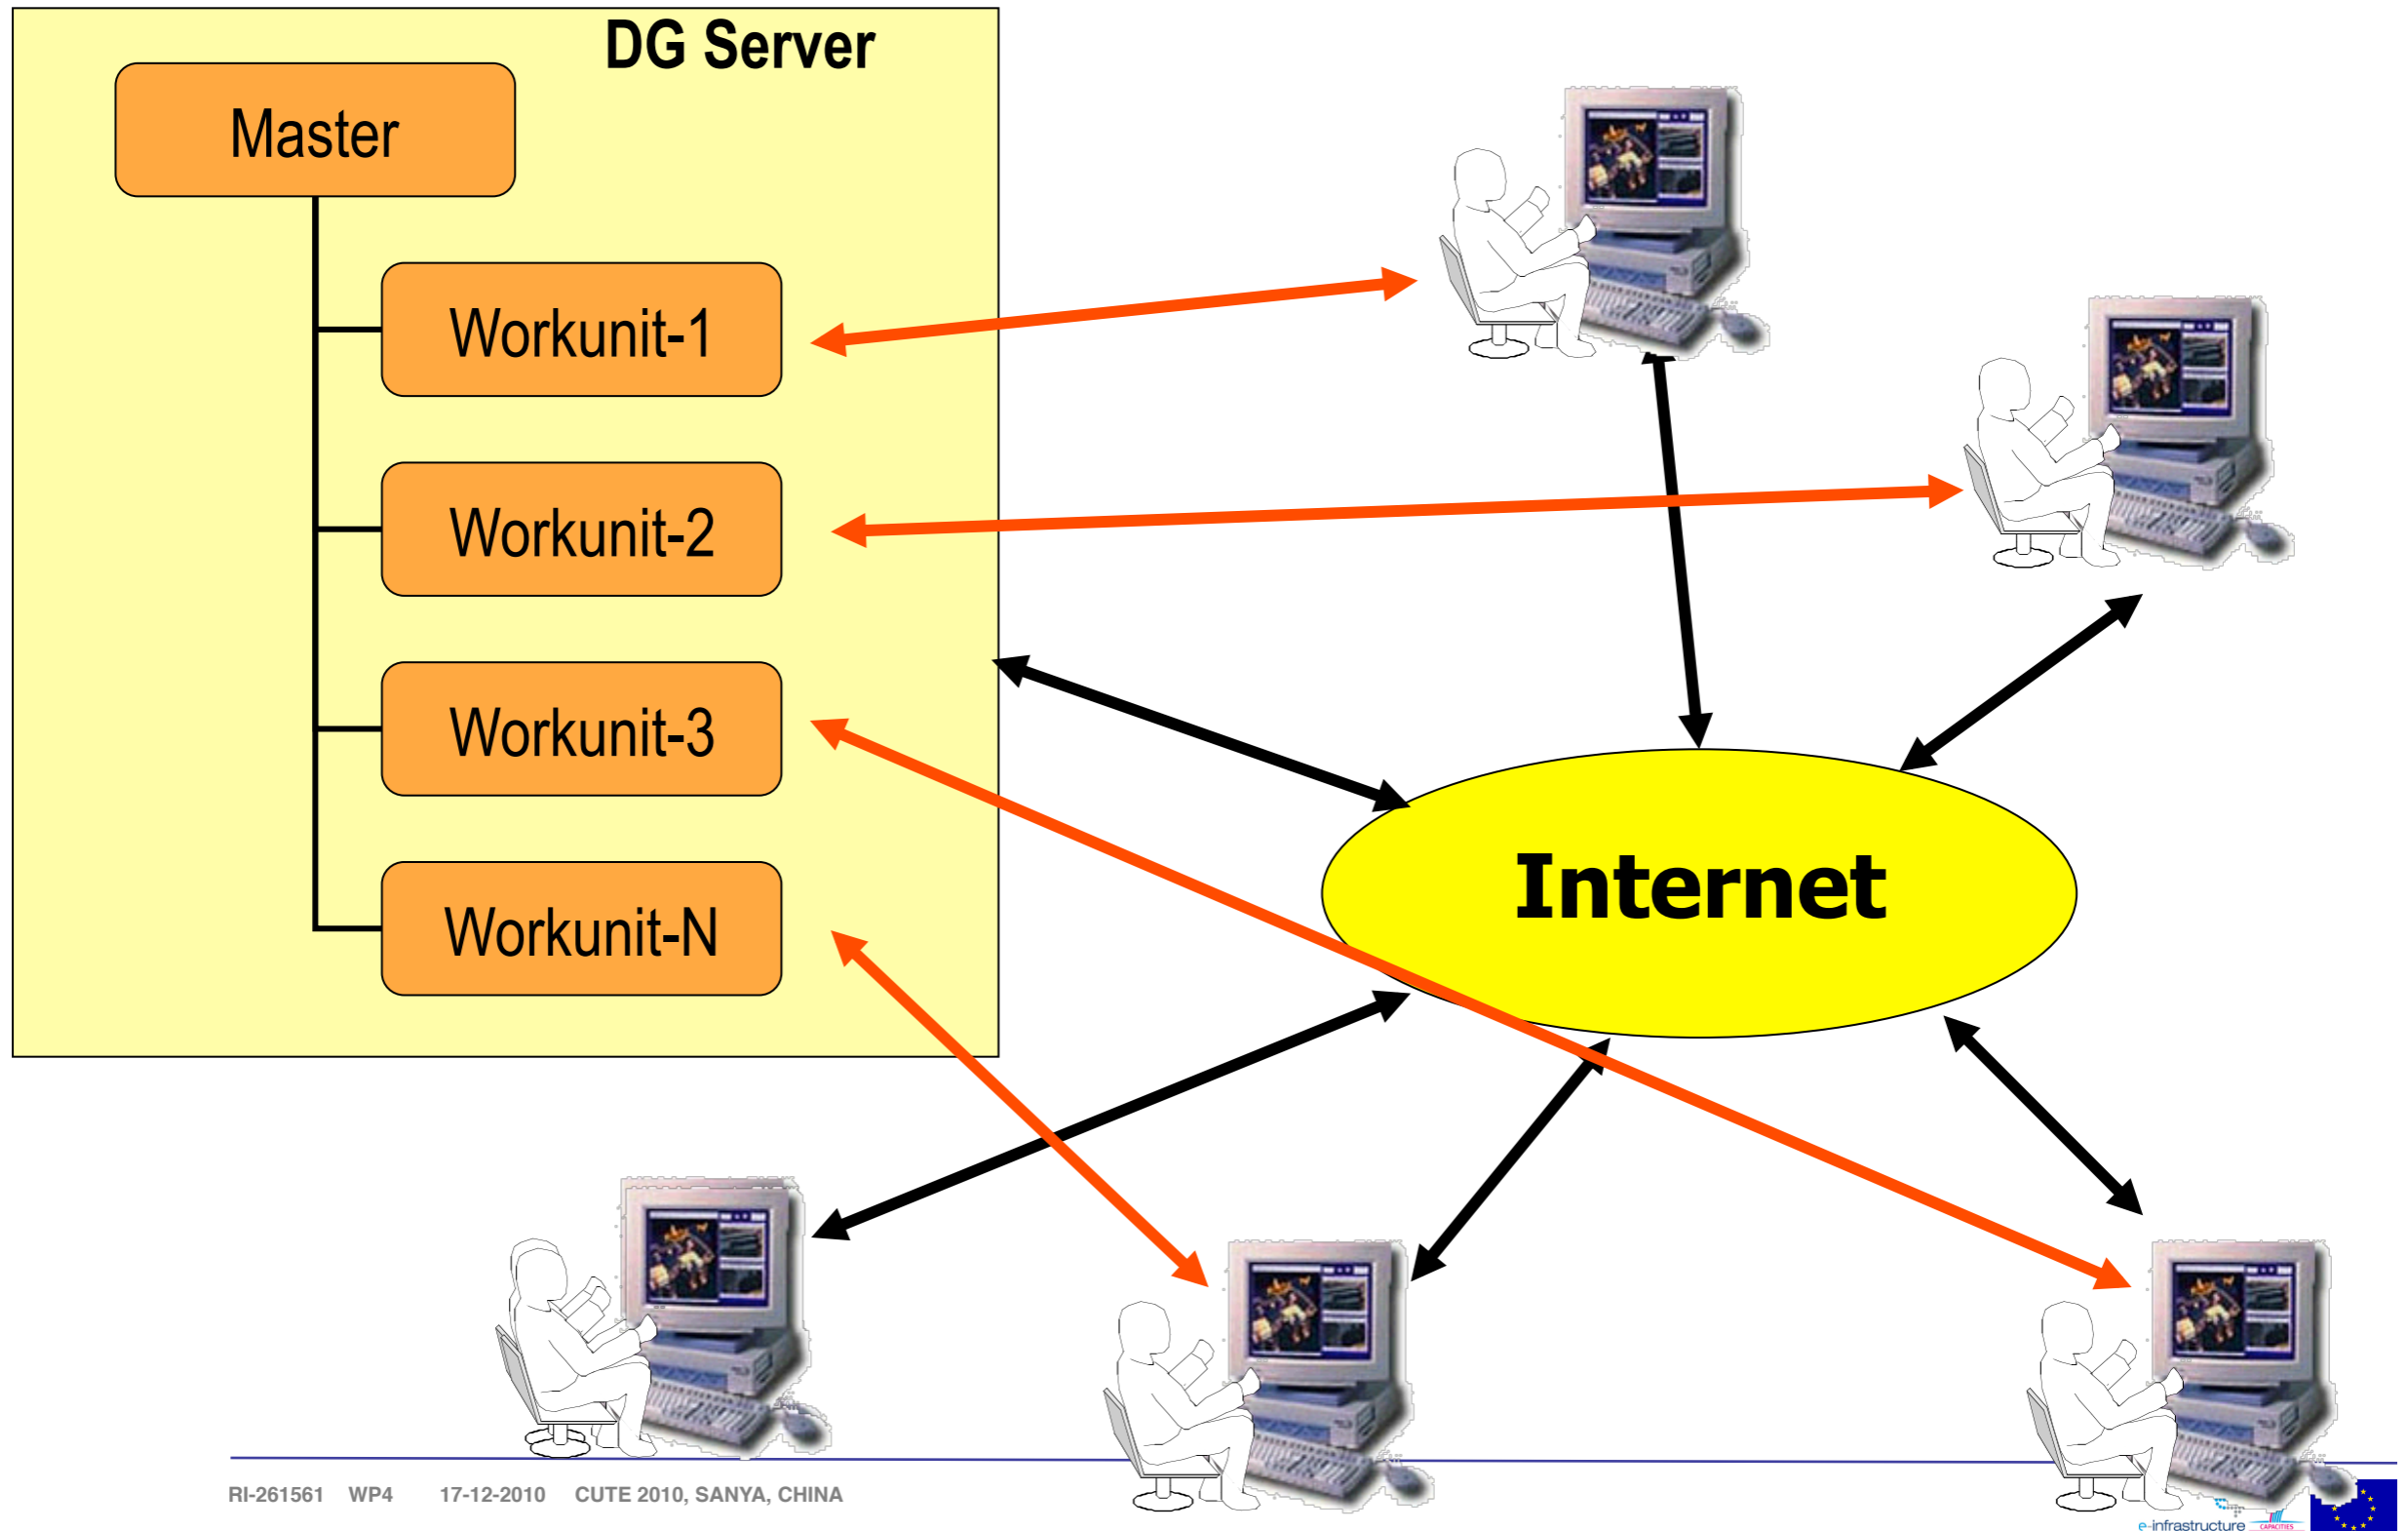 DG Server
Master
Workunit-1
Workunit-2
Workunit-3
Workunit-N
Internet
RI-261561 WP4 17-12-2010 CUTE 2010, SANYA, CHINA
e-infrastructure
CAPACITIES